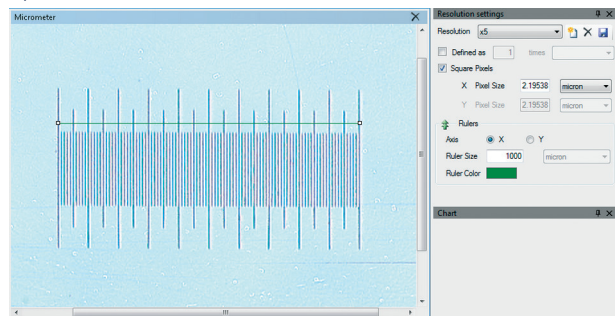 Micrometer
Resolution settings
Resolution x5
Defined as 1 times
Square Pixels
X Pixel Size 2.19538 micron
Y Pixel Size 2.19538 micron
Rulers
Axis X Y
Ruler Size 1000 micron
Ruler Color
Chart